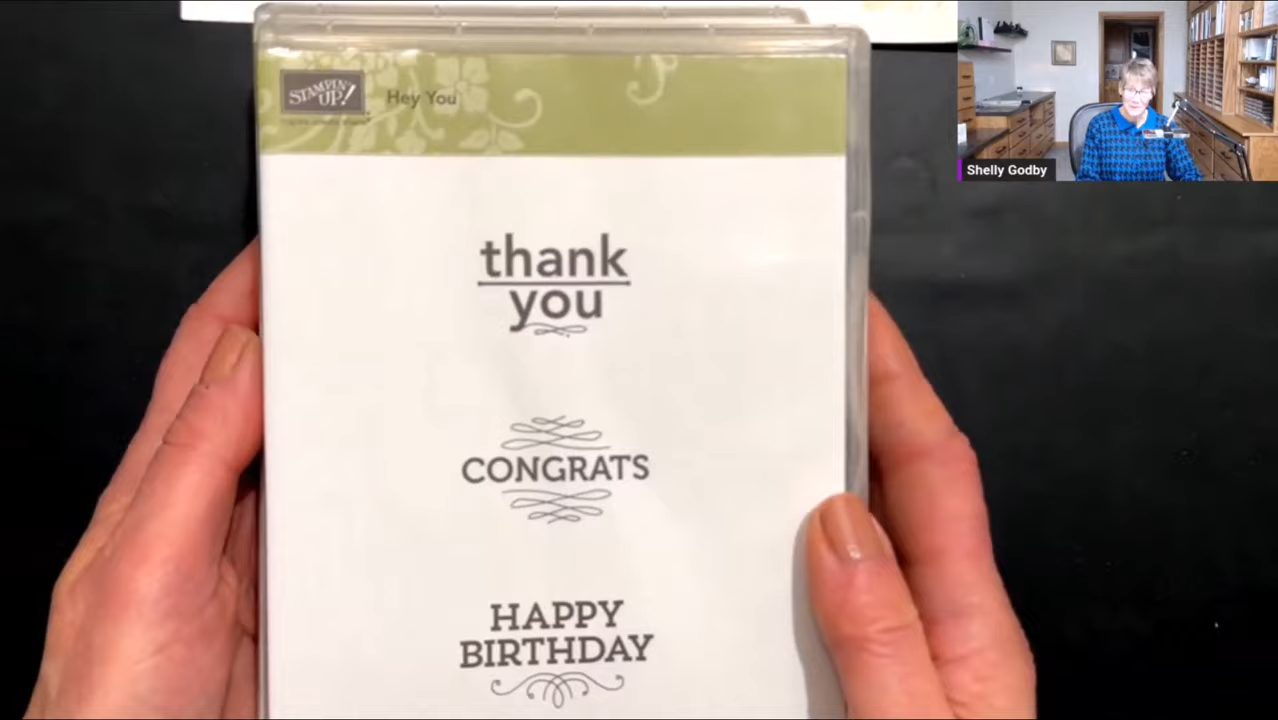 STAMPIN' UP!
Hey You
Shelly Godby
thank
you
CONGRATS
HAPPY
BIRTHDAY